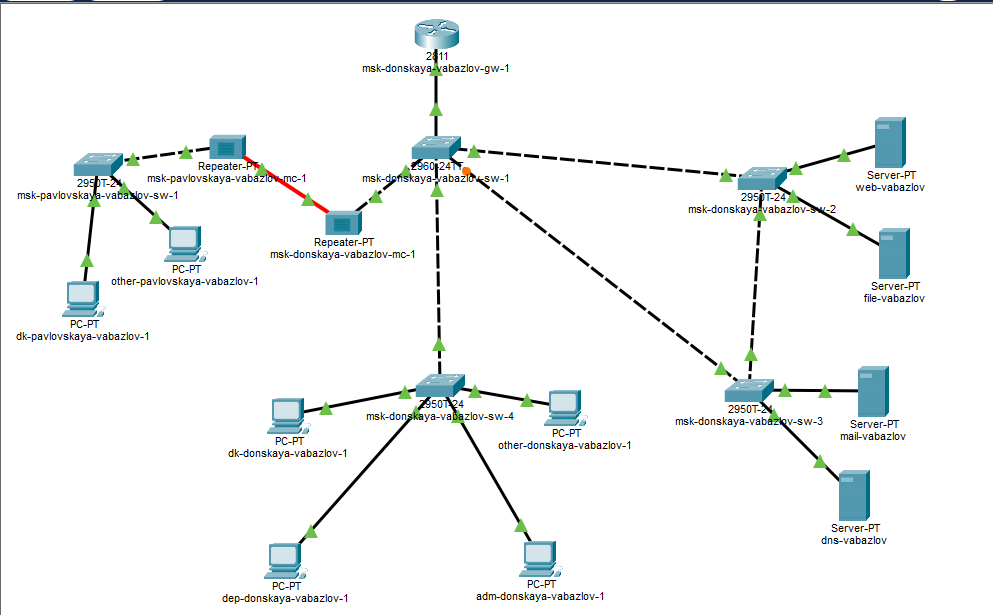 2811
msk-donskaya-vabazlov-gw-1
2950T-24
msk-pavlovskaya-vabazlov-sw-1
Repeater-PT
msk-pavlovskaya-vabazlov-mc-1
2960-24TT
msk-donskaya-vabazlov-sw-1
Server-PT
web-vabazlov
2950T-24
msk-donskaya-vabazlov-sw-2
Repeater-PT
msk-donskaya-vabazlov-mc-1
PC-PT
other-pavlovskaya-vabazlov-1
Server-PT
file-vabazlov
PC-PT
dk-pavlovskaya-vabazlov-1
2950T-24
msk-donskaya-vabazlov-sw-4
2950T-24
msk-donskaya-vabazlov-sw-3
Server-PT
mail-vabazlov
PC-PT
dk-donskaya-vabazlov-1
PC-PT
other-donskaya-vabazlov-1
Server-PT
dns-vabazlov
PC-PT
dep-donskaya-vabazlov-1
PC-PT
adm-donskaya-vabazlov-1